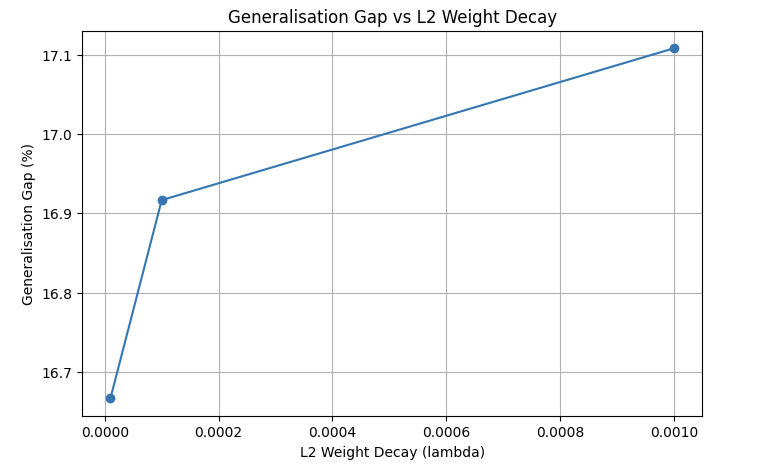 Generalisation Gap vs L2 Weight Decay
Generalisation Gap (%)
17.1
17.0
16.9
16.8
16.7
0.0000 0.0002 0.0004 0.0006 0.0008 0.0010
L2 Weight Decay (lambda)